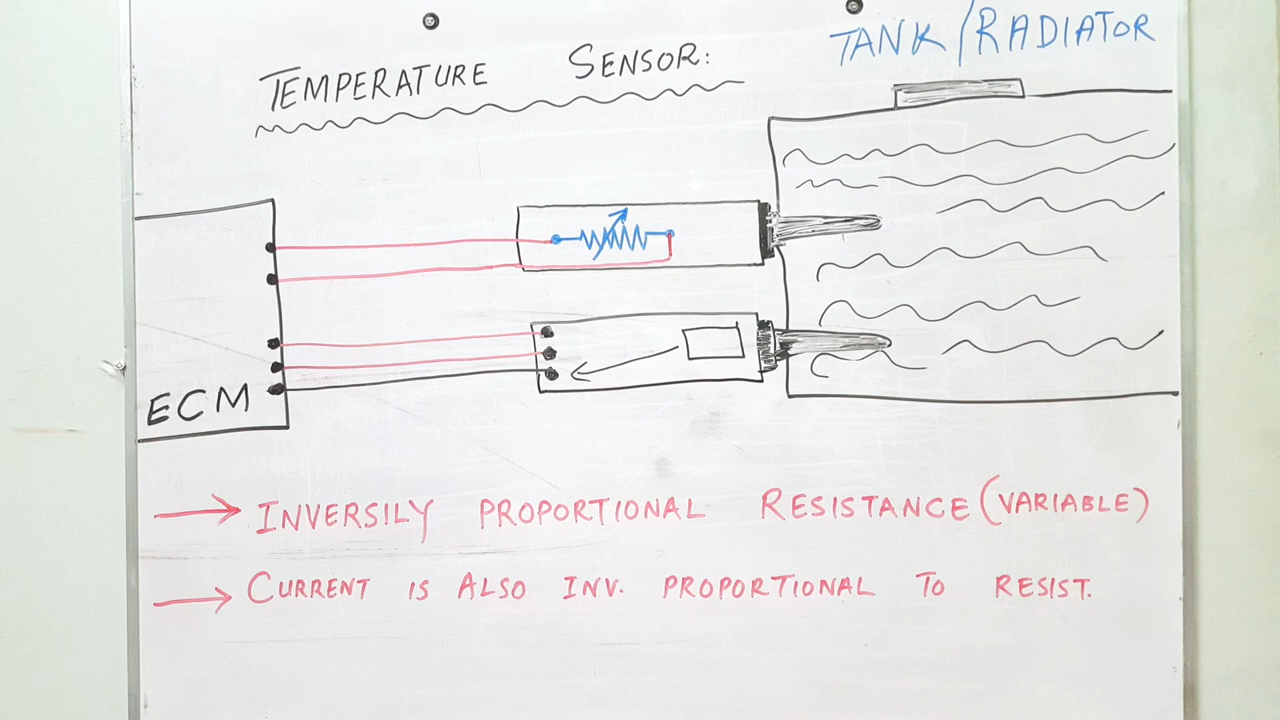 TEMPERATURE SENSOR:
TANK/RADIATOR
ECM
→ INVERSILY PROPORTIONAL RESISTANCE (VARIABLE)
→ CURRENT IS ALSO INV. PROPORTIONAL TO RESIST.